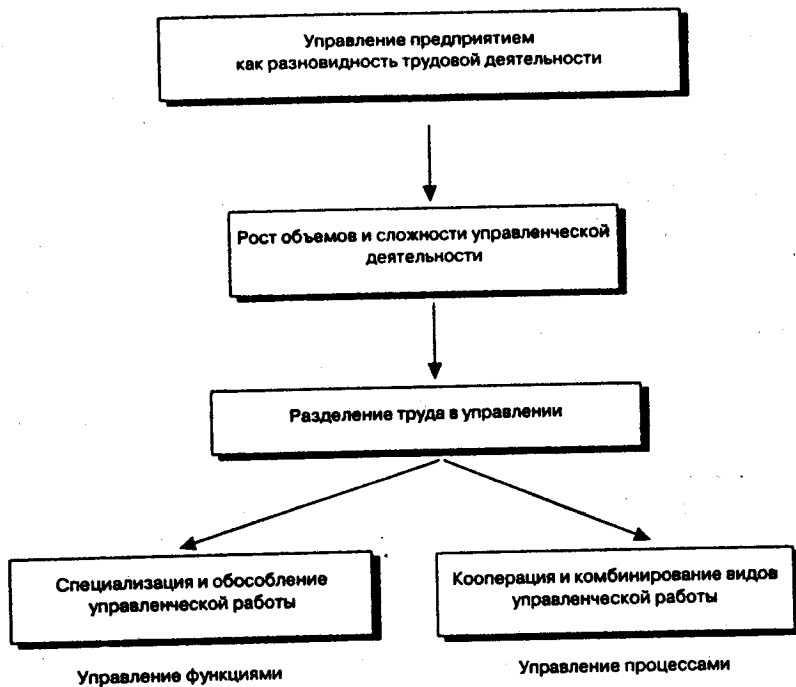 Управление предприятием
как разновидность трудовой деятельности
Рост объемов и сложности управленческой
деятельности
Разделение труда в управлении
Специализация и обособление
управленческой работы
Кооперация и комбинирование видов
управленческой работы
Управление функциями
Управление процессами